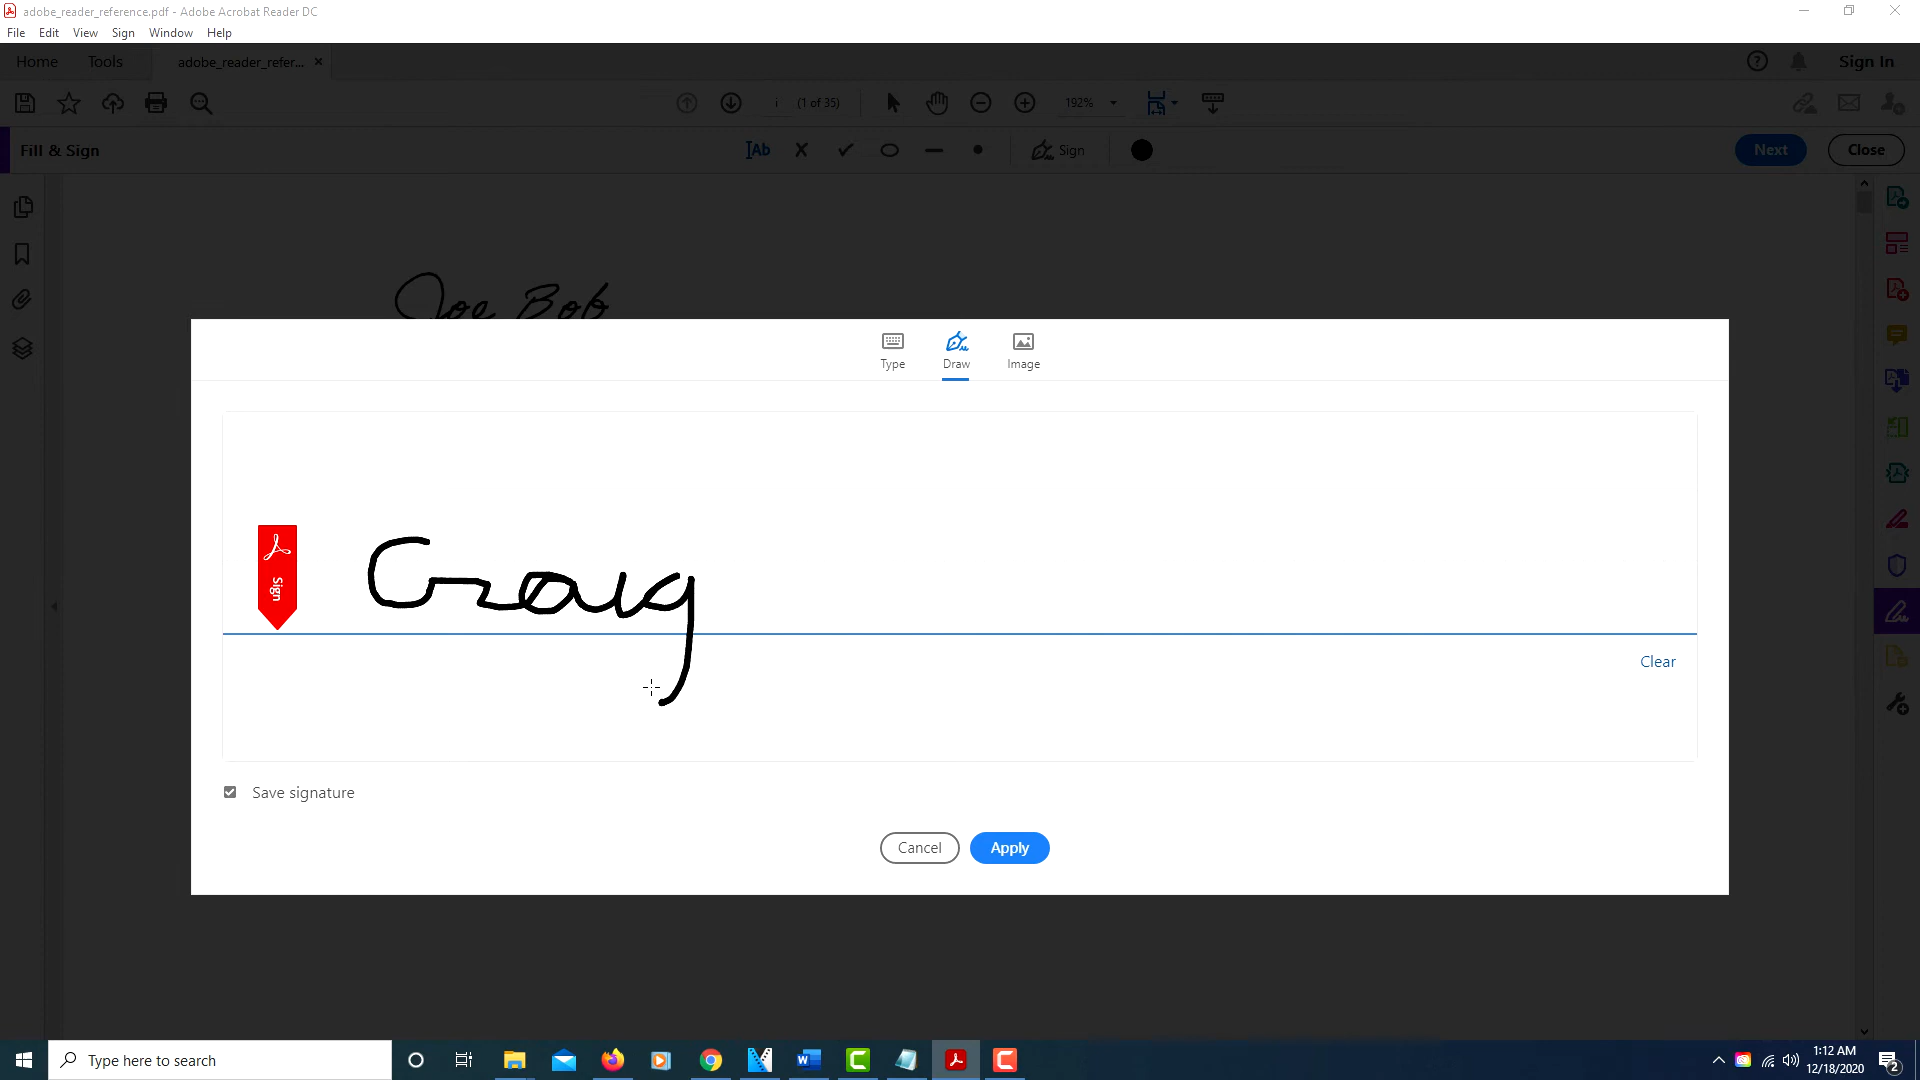 adobe_reader_reference.pdf - Adobe Acrobat Reader DC
File Edit View Sign Window Help
Home Tools adobe_reader_refer... × Sign In
i (1 of 35) 192%
Fill & Sign IAb Sign Next Close
Joe Bob
Type Draw Image
Sign
Craig
Clear
Save signature
Cancel Apply
Type here to search
1:12 AM
12/18/2020
2